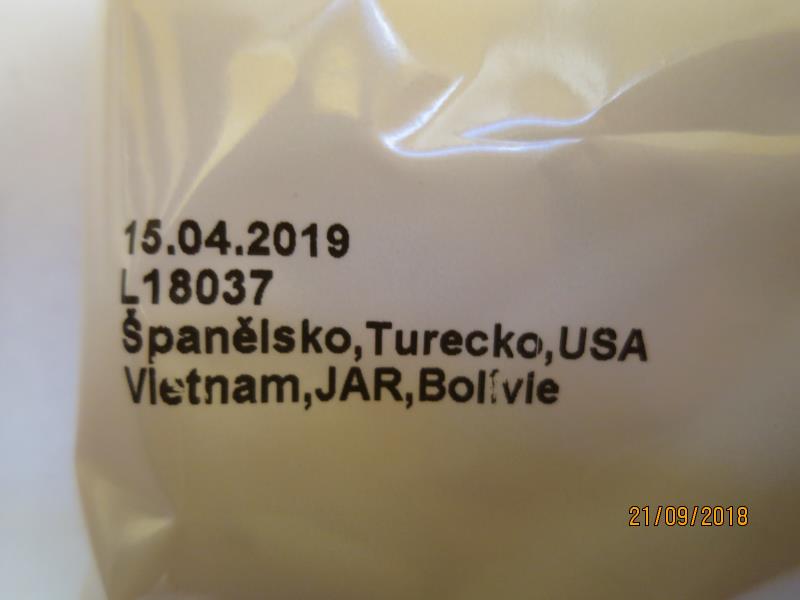 15.04.2019
L18037
Španělsko,Turecko,USA
Vietnam,JAR,Bolívie
21/09/2018